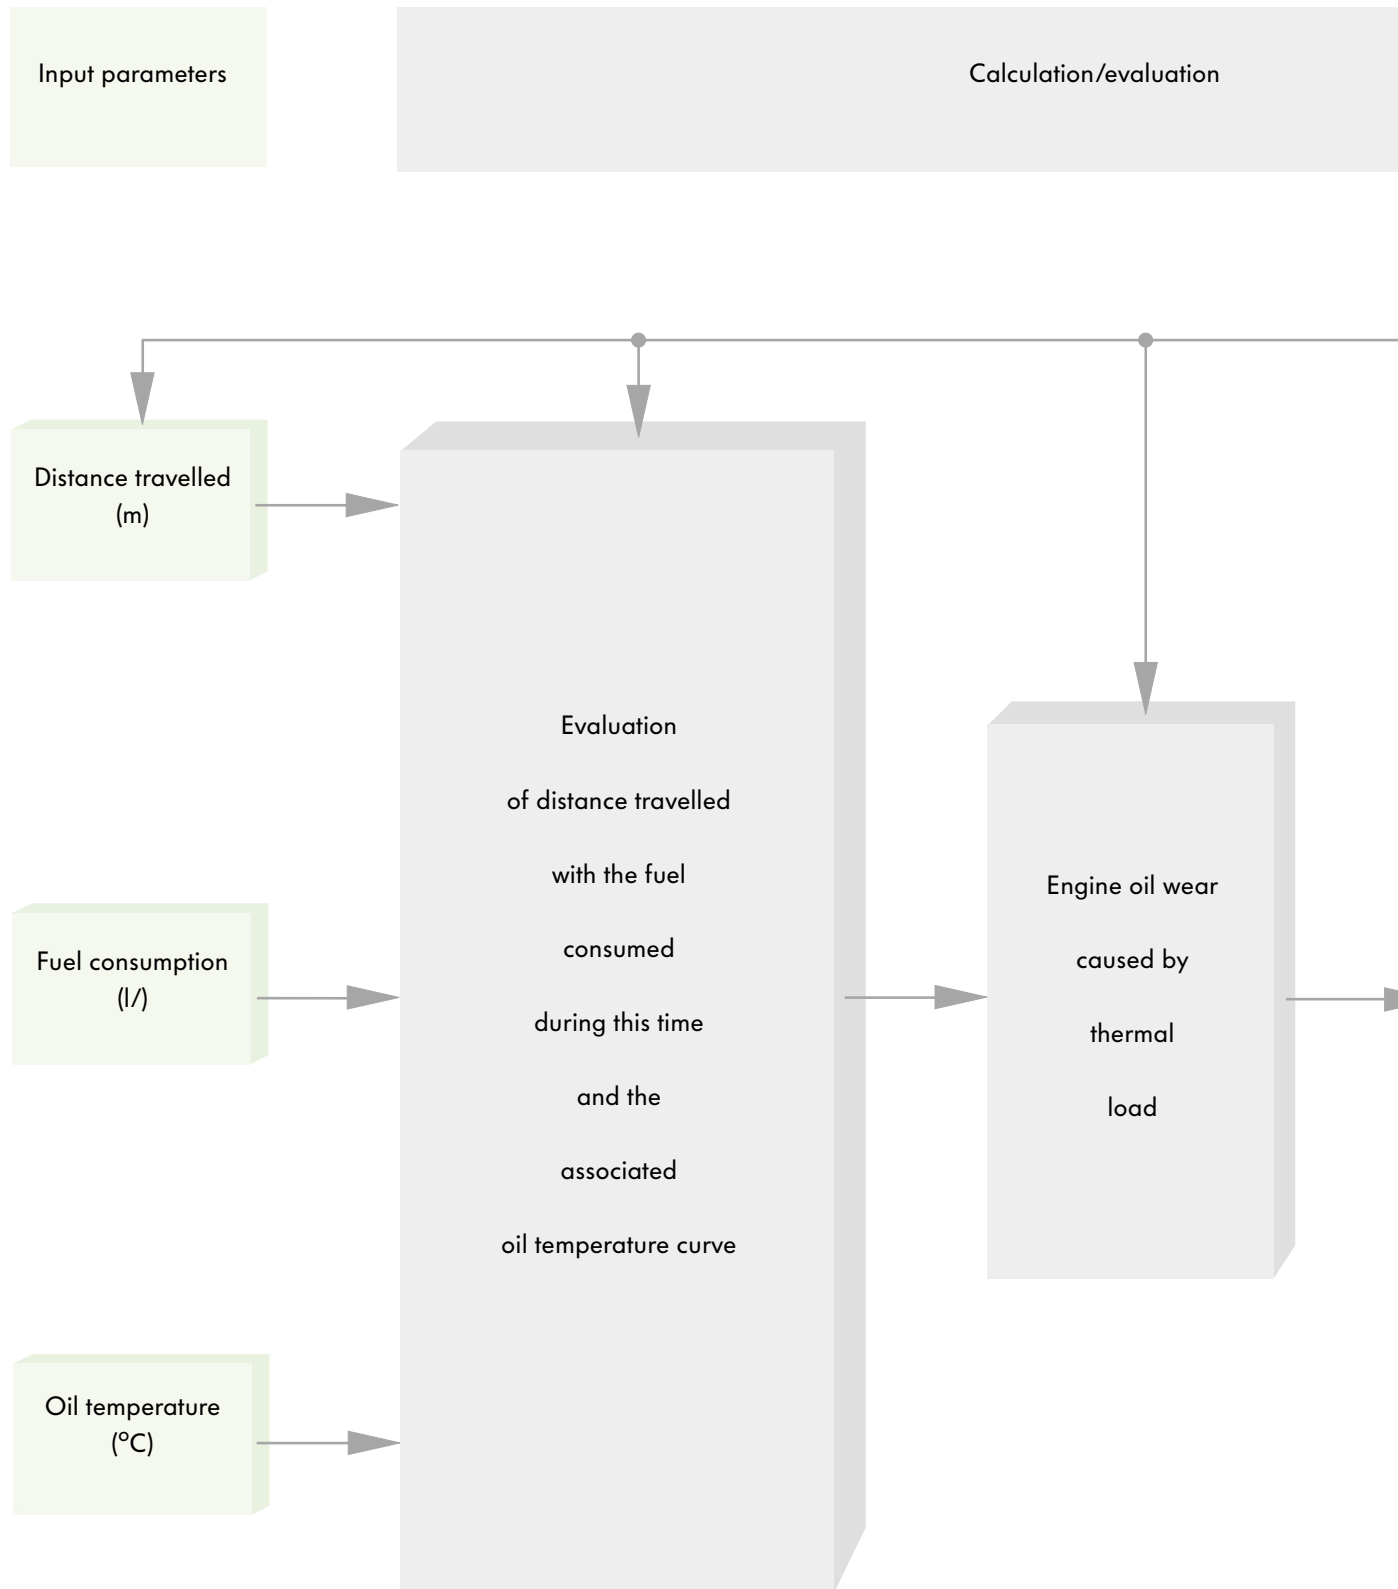 Input parameters
Calculation/evaluation
Distance travelled
(m)
Fuel consumption
(l/)
Oil temperature
(°C)
Evaluation
of distance travelled
with the fuel
consumed
during this time
and the
associated
oil temperature curve
Engine oil wear
caused by
thermal
load